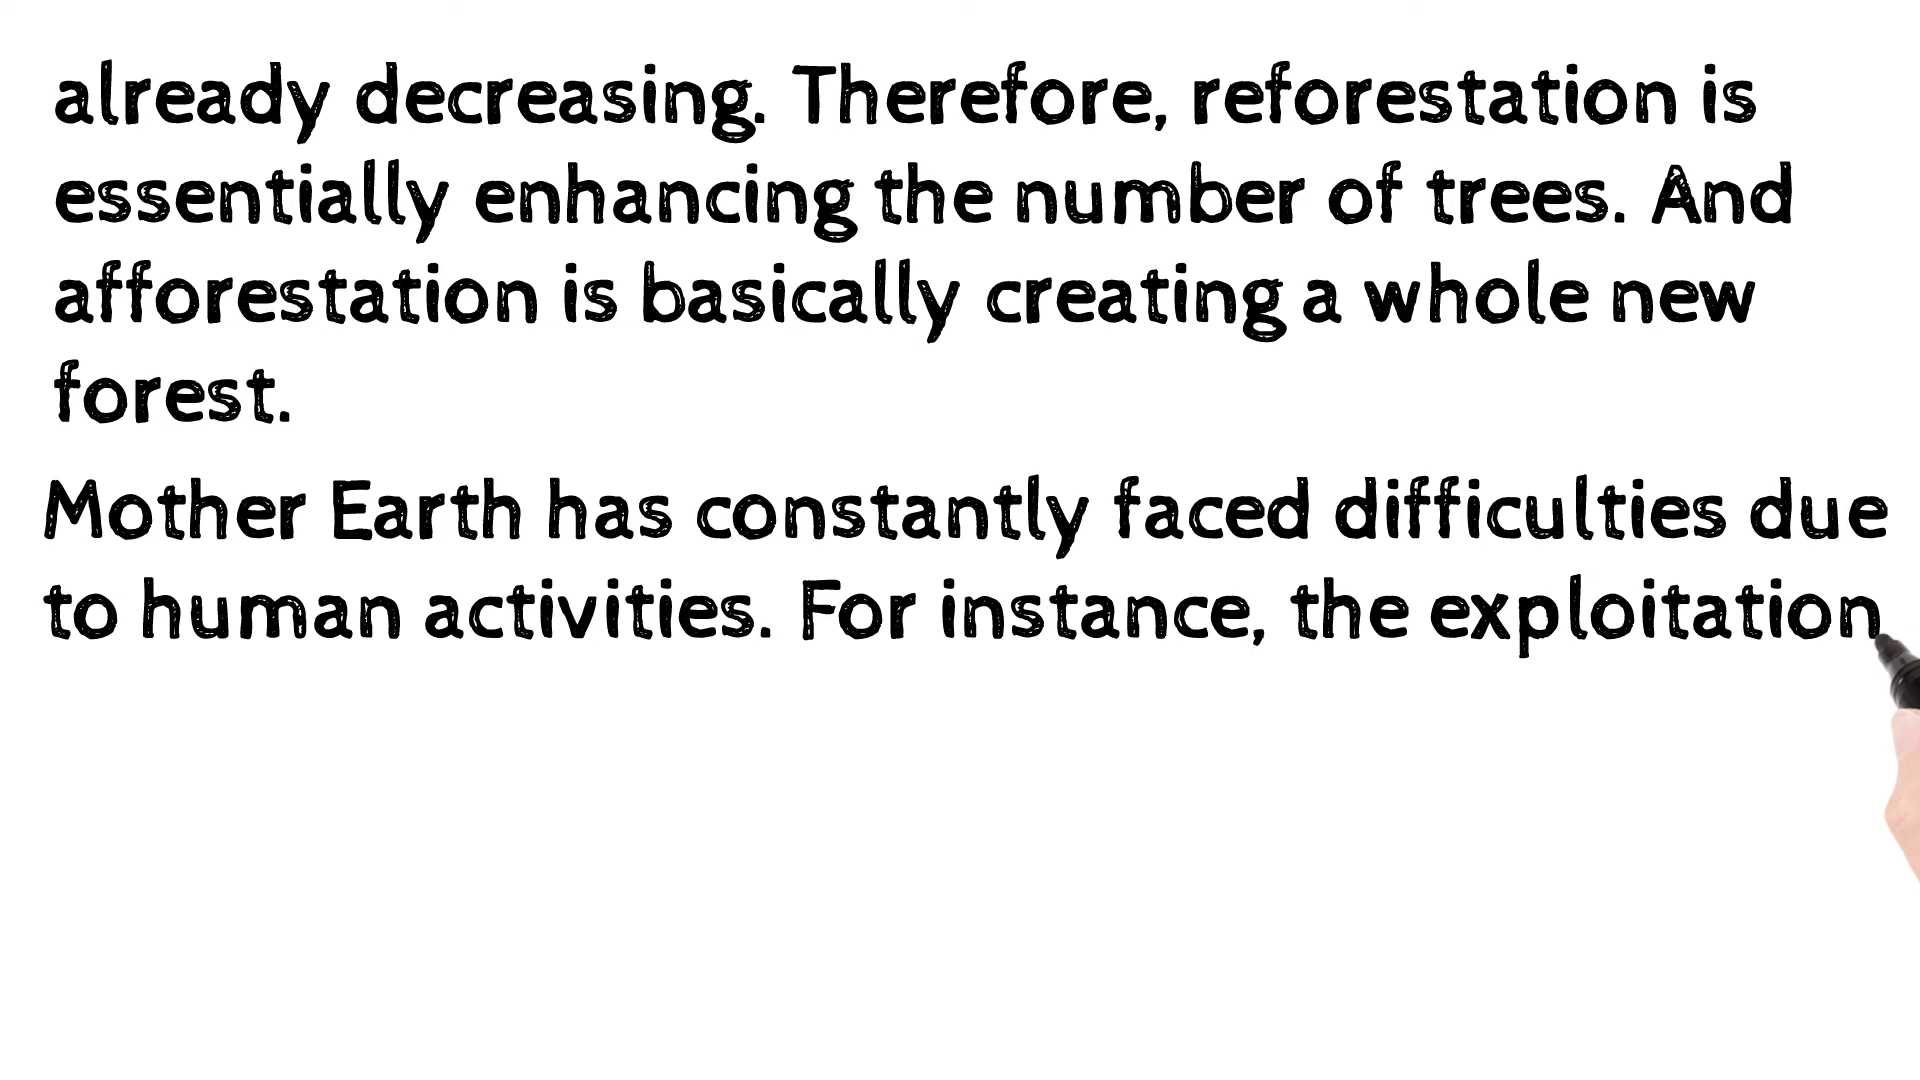 already decreasing. Therefore, reforestation is
essentially enhancing the number of trees. And
afforestation is basically creating a whole new
forest.
Mother Earth has constantly faced difficulties due
to human activities. For instance, the exploitation